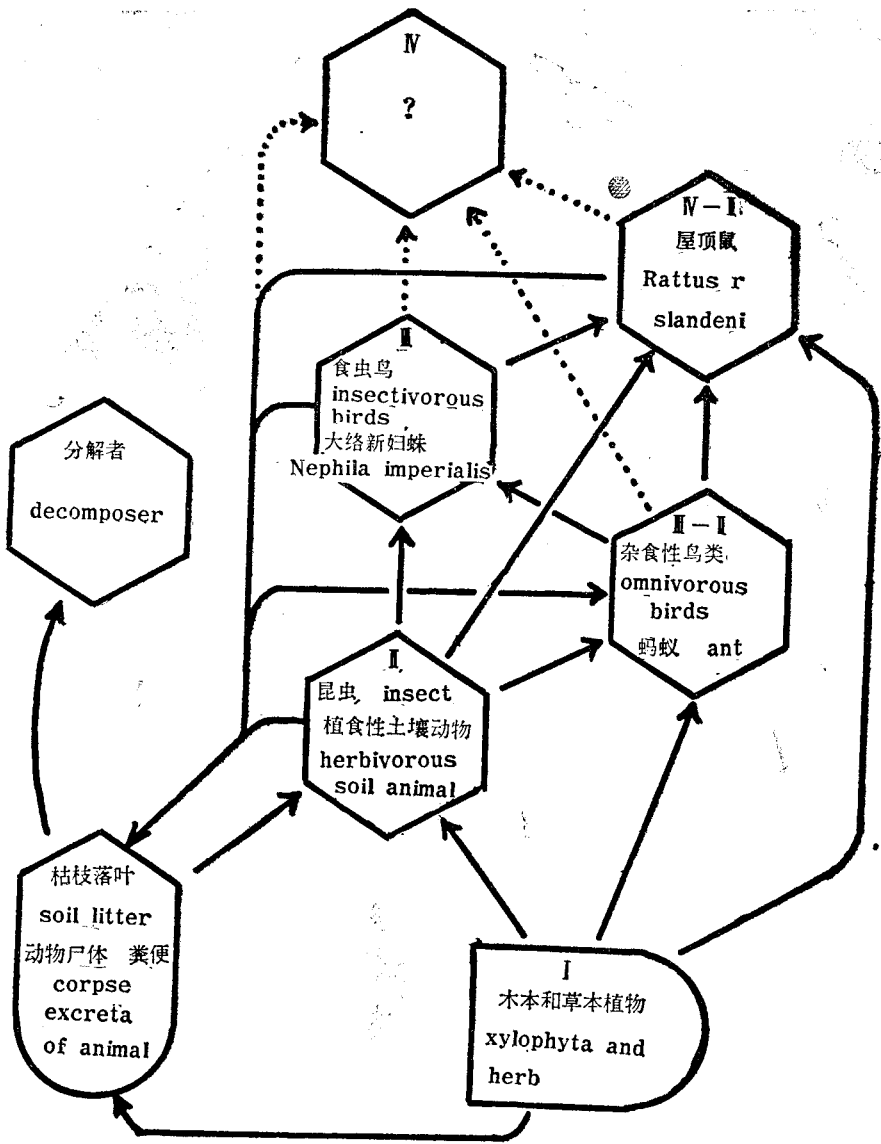 Ⅳ
?
Ⅳ－Ⅱ
屋顶鼠
Rattus r
slandeni
Ⅲ
食虫鸟
insectivorous
birds
大络新妇蛛
Nephila imperialis
分解者
decomposer
Ⅲ－Ⅱ
杂食性鸟类
omnivorous
birds
蚂蚁 ant
Ⅱ
昆虫, insect
植食性土壤动物
herbivorous
soil animal
枯枝落叶
soil litter
动物尸体 粪便
corpse
excreta
of animal
Ⅰ
木本和草本植物
xylophyta and
herb